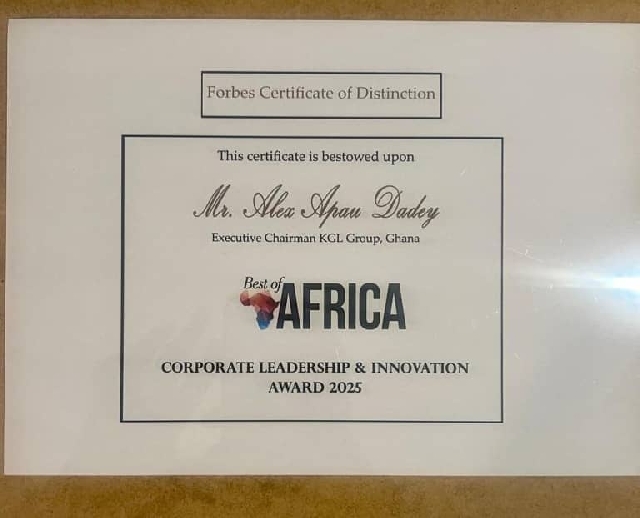 Forbes Certificate of Distinction
This certificate is bestowed upon
Mr. Alex Apau Dadey
Executive Chairman KGL Group, Ghana
Best of
AFRICA
CORPORATE LEADERSHIP & INNOVATION
AWARD 2025